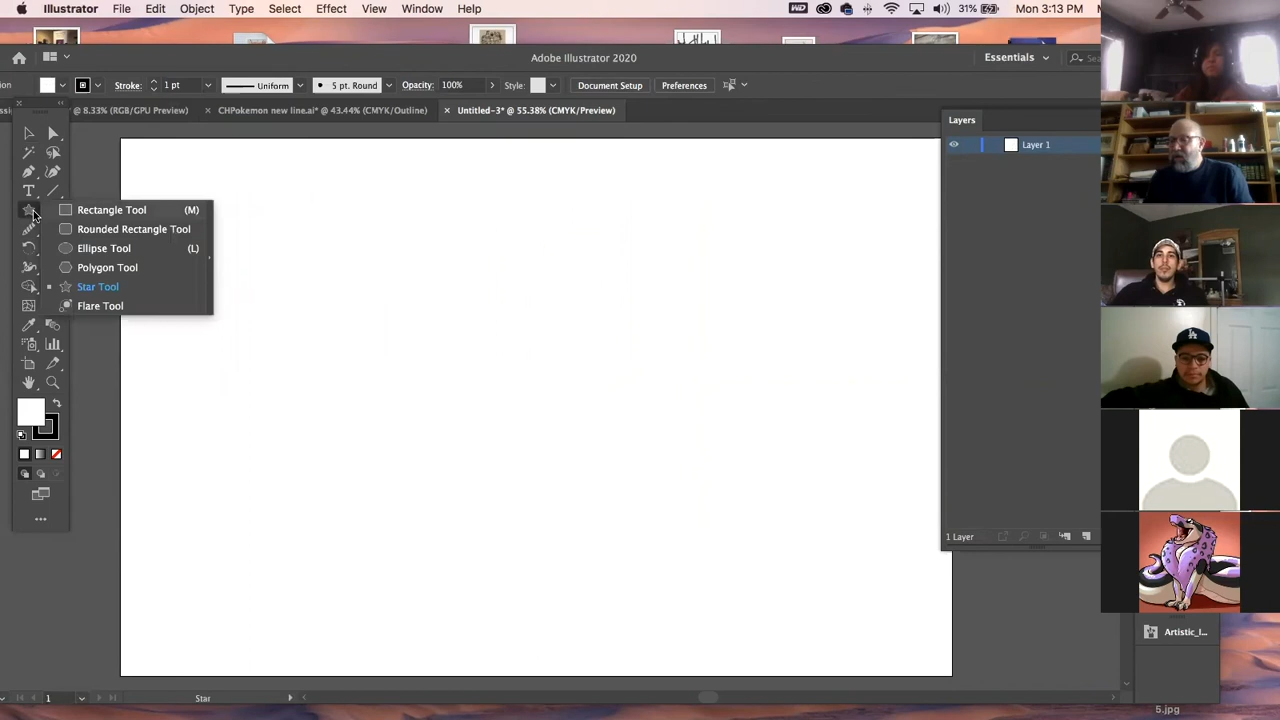 Illustrator File Edit Object Type Select Effect View Window Help 31% Mon 3:13 PM
Adobe Illustrator 2020 Essentials
Stroke: 1 pt Uniform 5 pt. Round Opacity: 100% Style: Document Setup Preferences
@ 8.33% (RGB/GPU Preview) × CHPokemon new line.ai* @ 43.44% (CMYK/Outline) × Untitled-3* @ 55.38% (CMYK/Preview)
Layers
Layer 1
Rectangle Tool (M)
Rounded Rectangle Tool
Ellipse Tool (L)
Polygon Tool
Star Tool
Flare Tool
1 Layer
Artistic_I...
1 Star
5.jpg